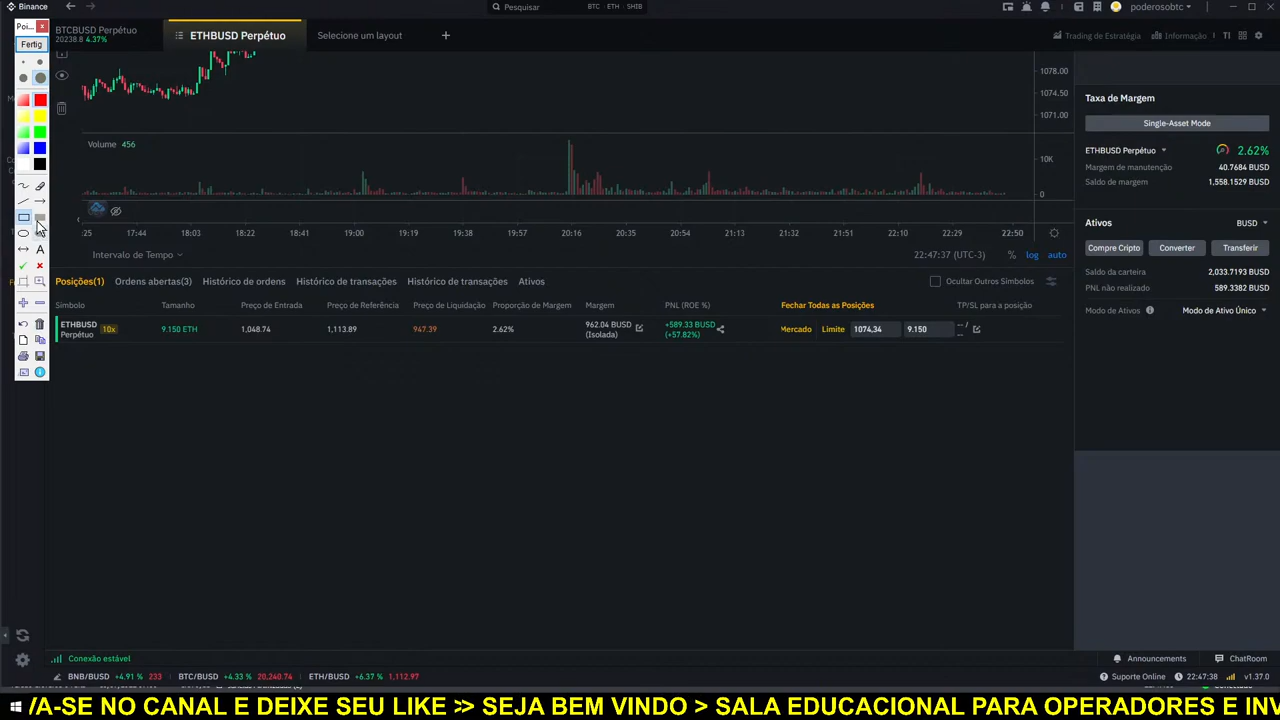 Binance
Pesquisar
BTC · ETH · SHIB
poderosobtc
Poi...
Fertig
BTCBUSD Perpétuo
20238.8 4.37%
ETHBUSD Perpétuo
Selecione um layout
+
Trading de Estratégia
Informação
1078.00
1074.50
1071.00
Volume 456
10K
0
:25 17:44 18:03 18:22 19:00 19:19 19:38 19:57 20:16 20:35 20:54 21:13 21:32 21:51 22:10 22:31 22:50
Intervalo de Tempo
22:47:37 (UTC-3) % log auto
Posições(1) Ordens abertas(3) Histórico de ordens Histórico de transações Histórico de transações Ativos
Ocultar Outros Símbolos
Símbolo Tamanho Preço de Entrada Preço de Referência Preço de Liquidação Proporção de Margem Margem PNL (ROE %) Fechar Todas as Posições TP/SL para a posição
ETHBUSD 10x
Perpétuo
9.150 ETH 1,048.74 1,113.89 947.39 2.62%
962.04 BUSD
(Isolada)
+589.33 BUSD
(+57.82%)
Mercado Limite 1074,34 9.150 -- /
--
Taxa de Margem
Single-Asset Mode
ETHBUSD Perpétuo 2.62%
Margem de manutenção 40.7684 BUSD
Saldo de margem 1,558.1529 BUSD
Ativos BUSD
Compre Cripto Converter Transferir
Saldo da carteira 2,033.7193 BUSD
PNL não realizado 589.3382 BUSD
Modo de Ativos Modo de Ativo Único
Conexão estável
Announcements
ChatRoom
BNB/BUSD +4.91 % 233 BTC/BUSD +4.33 % 20,240.74 ETH/BUSD +6.37 % 1,112.97
Suporte Online 22:47:38 v1.37.0
/A-SE NO CANAL E DEIXE SEU LIKE >> SEJA BEM VINDO > SALA EDUCACIONAL PARA OPERADORES E INV